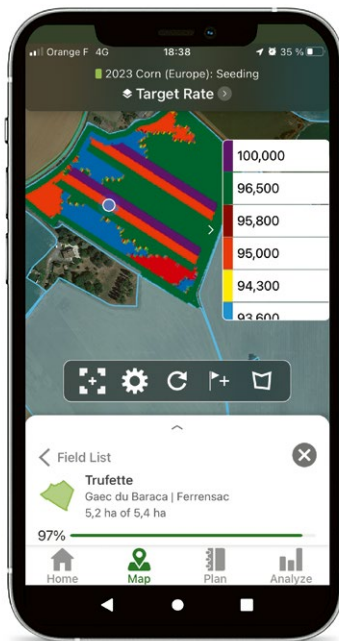 Orange F 4G 18:38 35 %
2023 Corn (Europe): Seeding
Target Rate
100,000
96,500
95,800
95,000
94,300
93,600
Field List
Trufette
Gaec du Baraca | Ferrensac
5,2 ha of 5,4 ha
97%
Home Map Plan Analyze